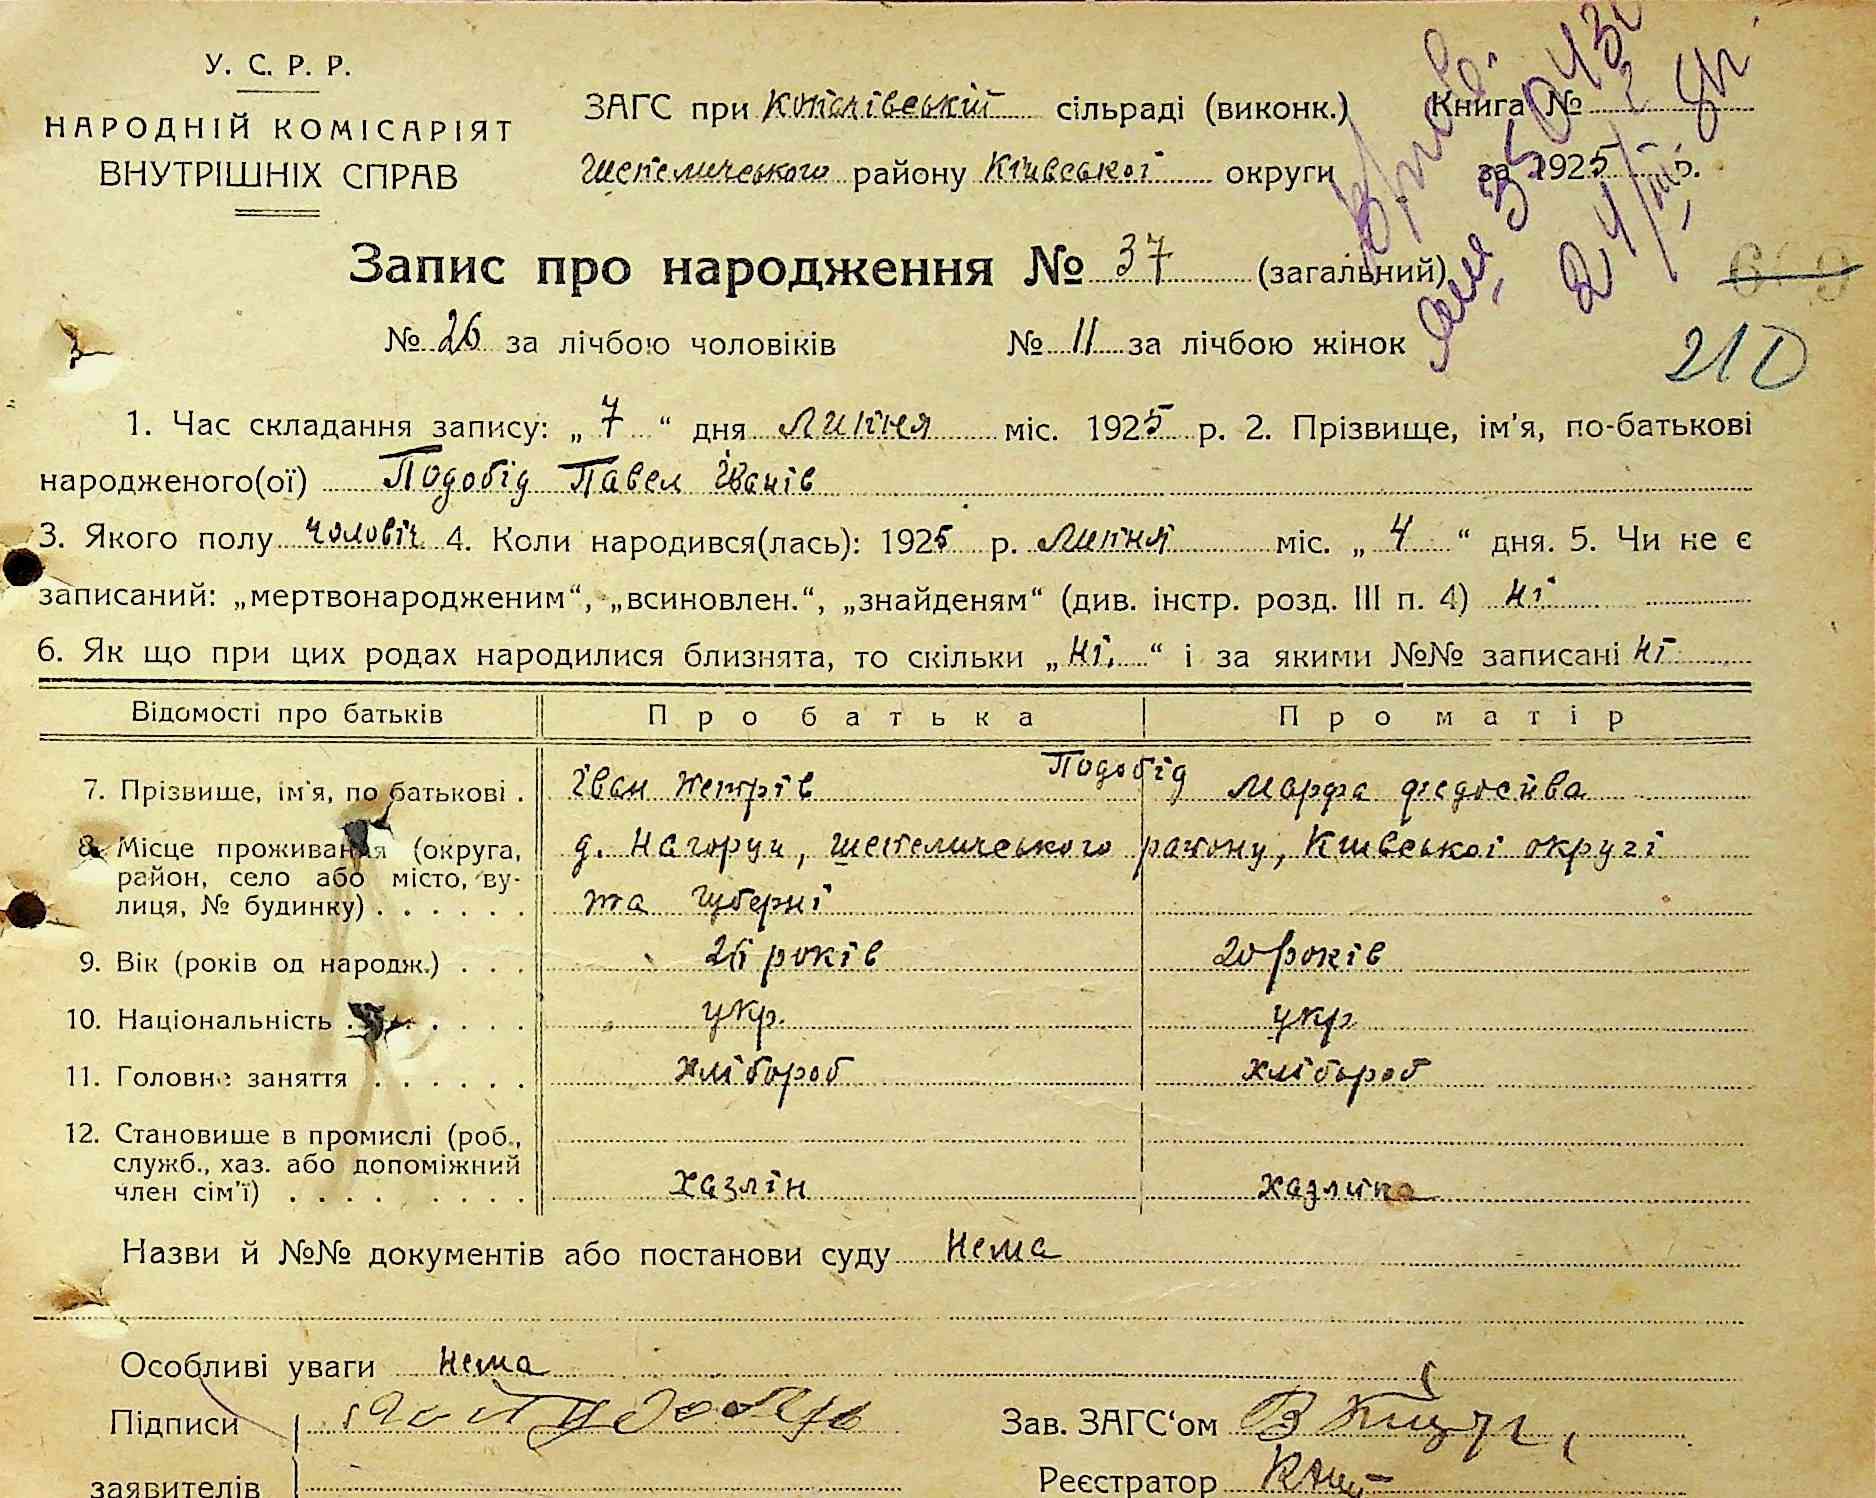 У. С. Р. Р.
НАРОДНІЙ КОМІСАРІЯТ
ВНУТРІШНІХ СПРАВ
ЗАГС при Копачівській сільраді (виконк.) Книга №
Шепеличського району Київської округи за 1925 р.
Запис про народження № 37 (загальний)
№ 26 за лічбою чоловіків № 11 за лічбою жінок
210
1. Час складання запису: „ 7 “ дня Липня міс. 1925 р. 2. Прізвище, ім'я, по-батькові
народженого(ої) Подобід Павел Іванів
3. Якого полу чоловіч 4. Коли народився(лась): 1925 р. Липня міс. „ 4 “ дня. 5. Чи не є
записаний: „мертвонародженим“, „всиновлен.“, „знайденям“ (див. інстр. розд. III п. 4) ні
6. Як що при цих родах народилися близнята, то скільки „ ні. “ і за якими №№ записані ні
Відомості про батьків Про батька Про матір
7. Прізвище, ім'я, по батькові . Іван Петрів Подобід Марфа Федосіїва
8. Місце проживання (округа, д. Нагорци, Шепеличського району, Київської округі
район, село або місто, ву-
лиця, № будинку) . . . . . . та губерні
9. Вік (років од народж.) . . . 26 років 20 років
10. Національність . . . . . . укр. укр
11. Головне заняття . . . . . . хлібороб хлібороб
12. Становище в промислі (роб.,
служб., хаз. або допоміжний
член сім'ї) . . . . . . . . . хазлін хазлика
Назви й №№ документів або постанови суду Нема
Особливі уваги Нема
Підписи Зав. ЗАГС‘ом
заявителів Реєстратор